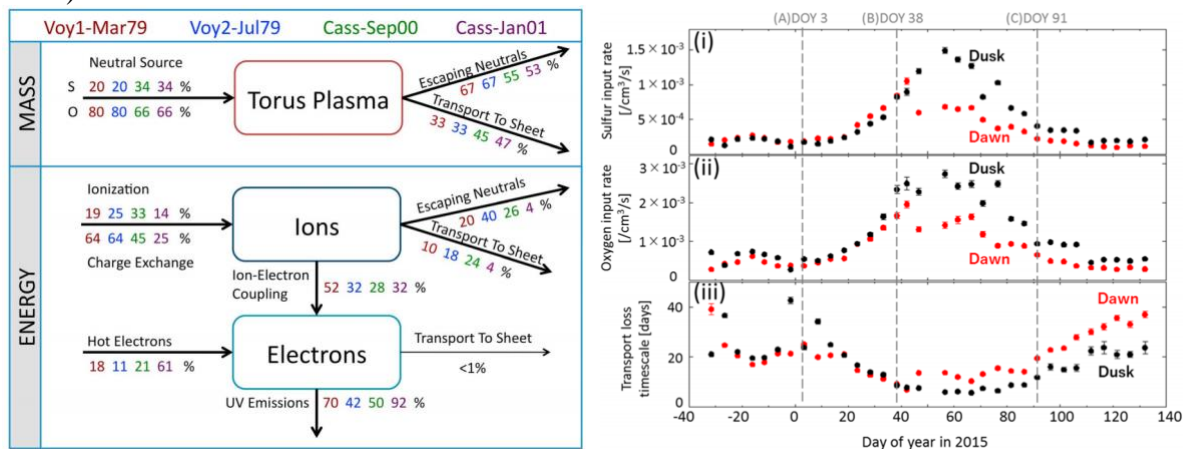 Voy1-Mar79 Voy2-Jul79 Cass-Sep00 Cass-Jan01
MASS
Neutral Source
S 20 20 34 34 %
O 80 80 66 66 %
Torus Plasma
Escaping Neutrals
67 67 55 53 %
Transport To Sheet
33 33 45 47 %
ENERGY
Ionization
19 25 33 14 %
64 64 45 25 %
Charge Exchange
Ions
Escaping Neutrals
20 40 26 4 %
Transport To Sheet
10 18 24 4 %
Ion-Electron
Coupling
52 32 28 32 %
Hot Electrons
18 11 21 61 %
Electrons
Transport To Sheet
<1%
UV Emissions
70 42 50 92 %
(A)DOY 3 (B)DOY 38 (C)DOY 91
(i)
Sulfur input rate
[/cm³/s]
1.5×10⁻³
1×10⁻³
5×10⁻⁴
0
Dusk
Dawn
(ii)
Oxygen input rate
[/cm³/s]
3×10⁻³
2×10⁻³
1×10⁻³
0
Dusk
Dawn
(iii)
Transport loss
timescale [days]
40
20
0
Dawn
Dusk
-40 -20 0 20 40 60 80 100 120 140
Day of year in 2015